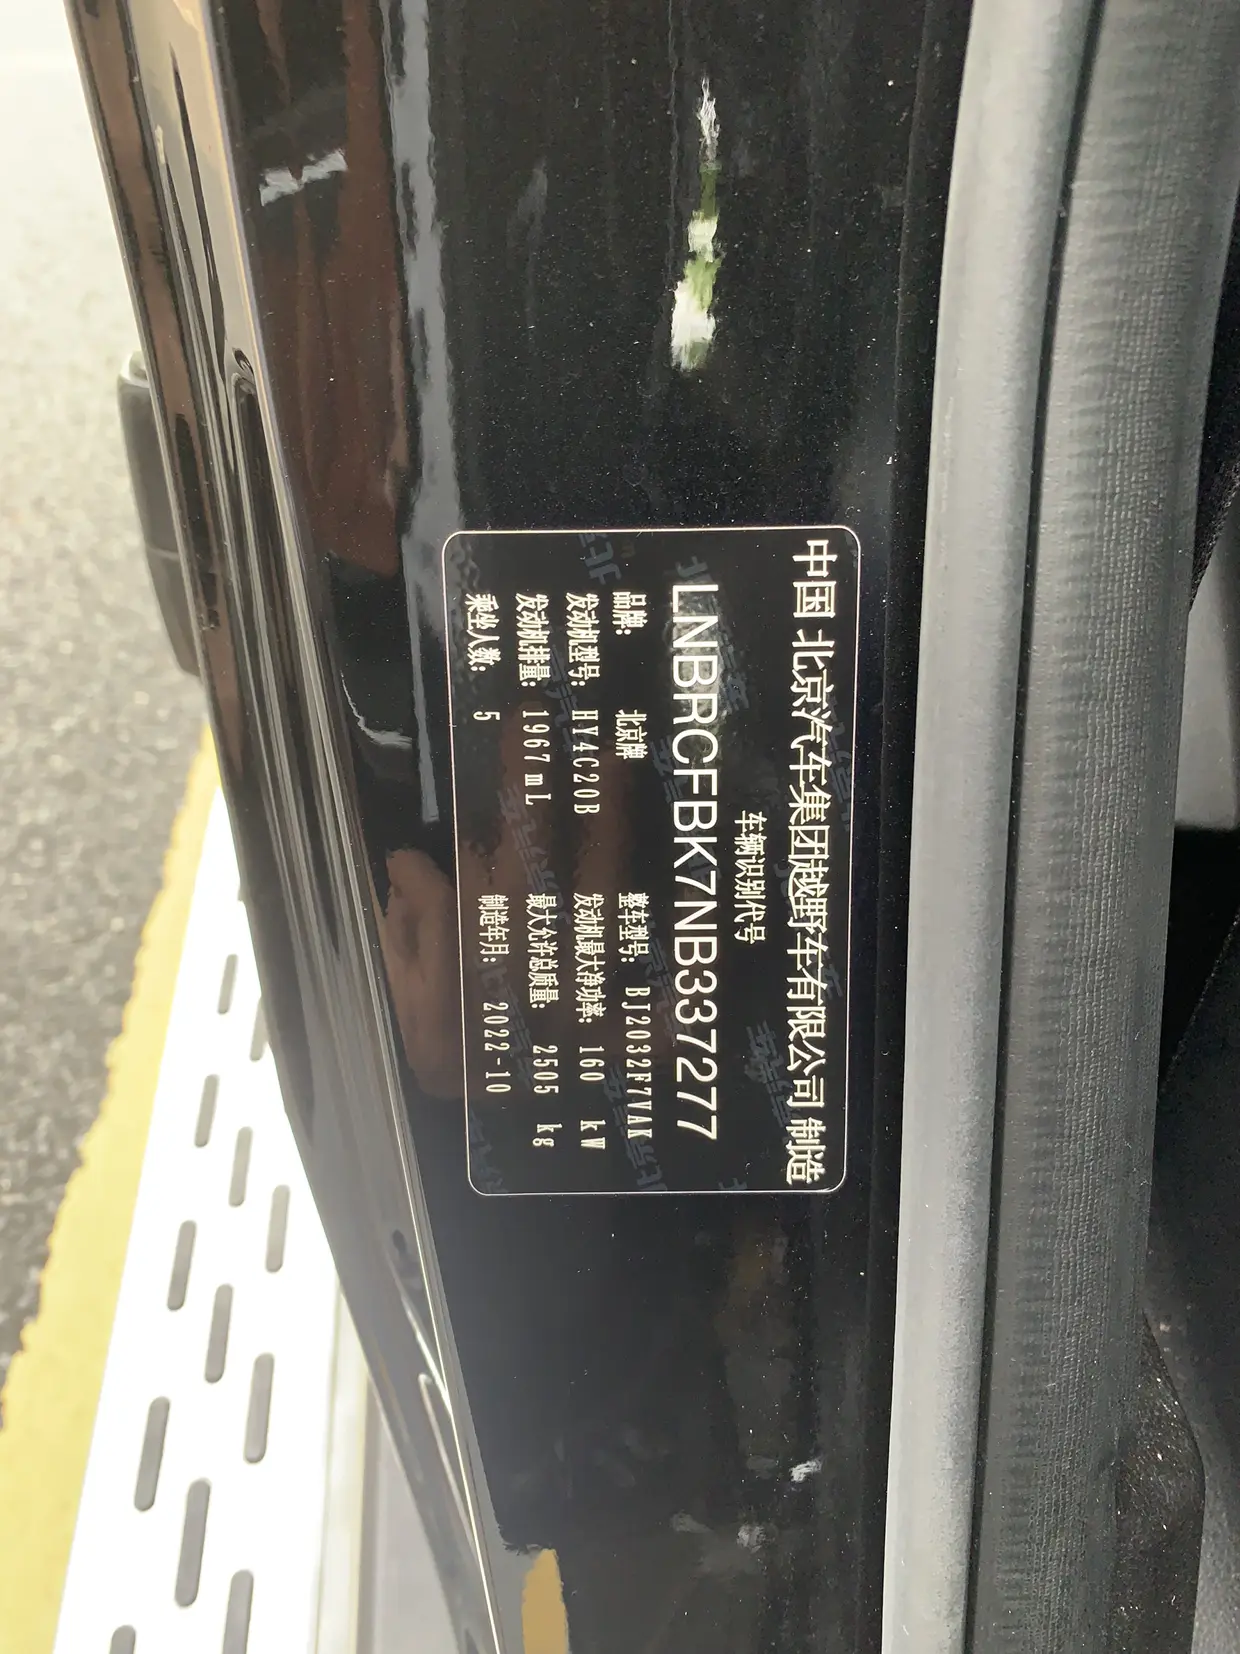 中国 北京汽车集团越野车有限公司 制造
车辆识别代号
LNBRCFBK7NB337277
品牌: 北京牌 整车型号: BJ2032F7VAK
发动机型号: HY4C20B 发动机最大净功率: 160 kW
发动机排量: 1967 mL 最大允许总质量: 2505 kg
乘坐人数: 5 制造年月: 2022-10